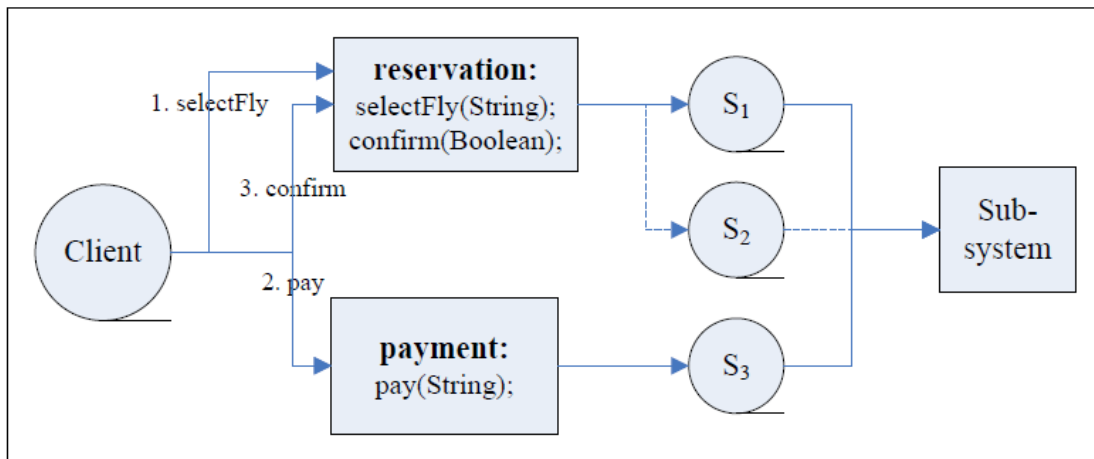 reservation:
selectFly(String);
confirm(Boolean);
1. selectFly
S1
3. confirm
Client
S2
Sub-
system
2. pay
payment:
pay(String);
S3